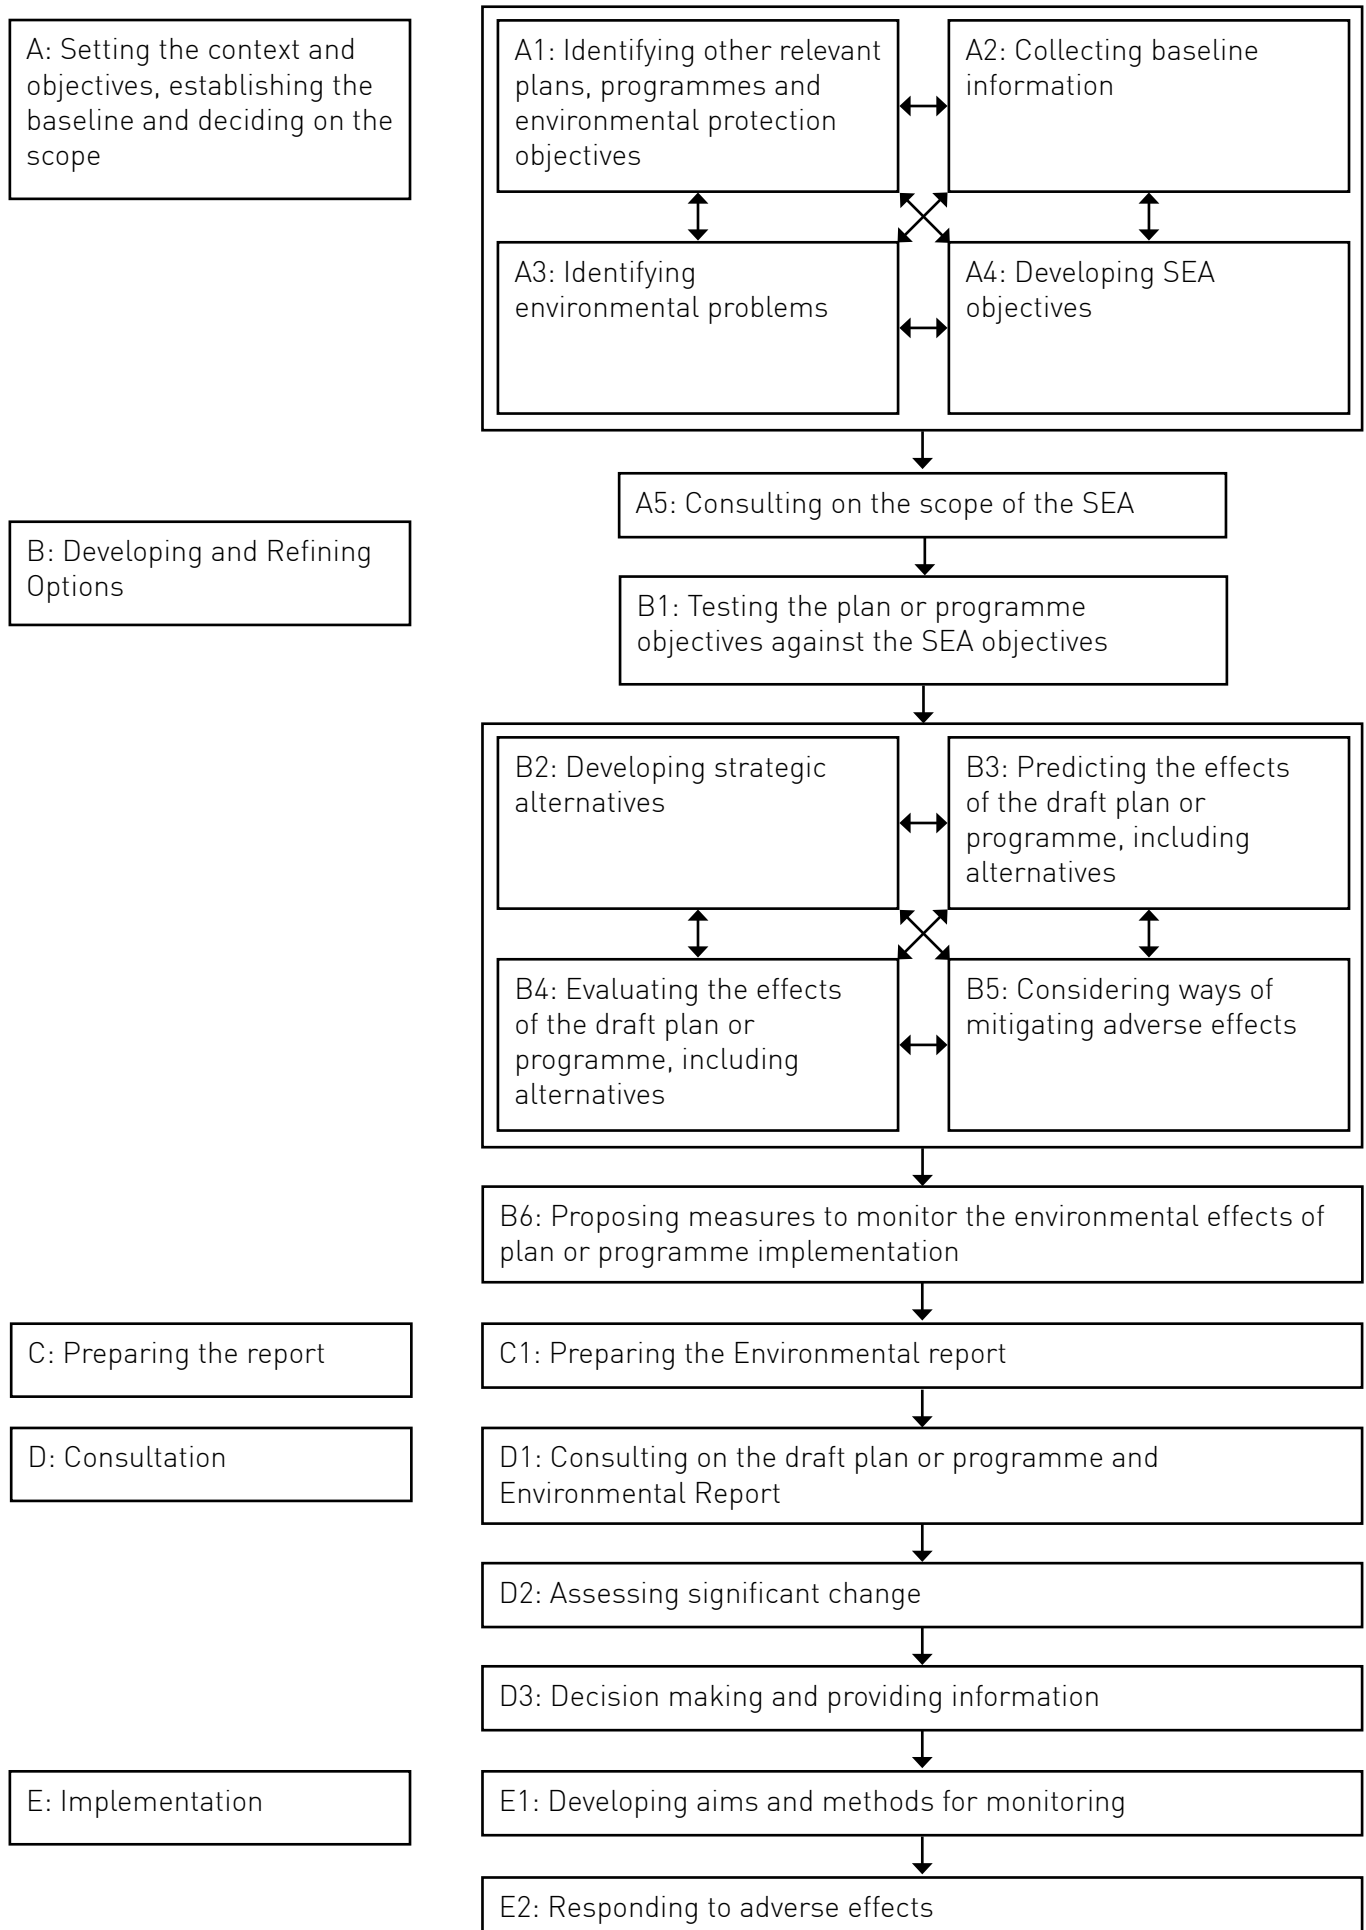 A: Setting the context and
objectives, establishing the
baseline and deciding on the
scope
A1: Identifying other relevant
plans, programmes and
environmental protection
objectives
A2: Collecting baseline
information
A3: Identifying
environmental problems
A4: Developing SEA
objectives
A5: Consulting on the scope of the SEA
B: Developing and Refining
Options
B1: Testing the plan or programme
objectives against the SEA objectives
B2: Developing strategic
alternatives
B3: Predicting the effects
of the draft plan or
programme, including
alternatives
B4: Evaluating the effects
of the draft plan or
programme, including
alternatives
B5: Considering ways of
mitigating adverse effects
B6: Proposing measures to monitor the environmental effects of
plan or programme implementation
C: Preparing the report
C1: Preparing the Environmental report
D: Consultation
D1: Consulting on the draft plan or programme and
Environmental Report
D2: Assessing significant change
D3: Decision making and providing information
E: Implementation
E1: Developing aims and methods for monitoring
E2: Responding to adverse effects